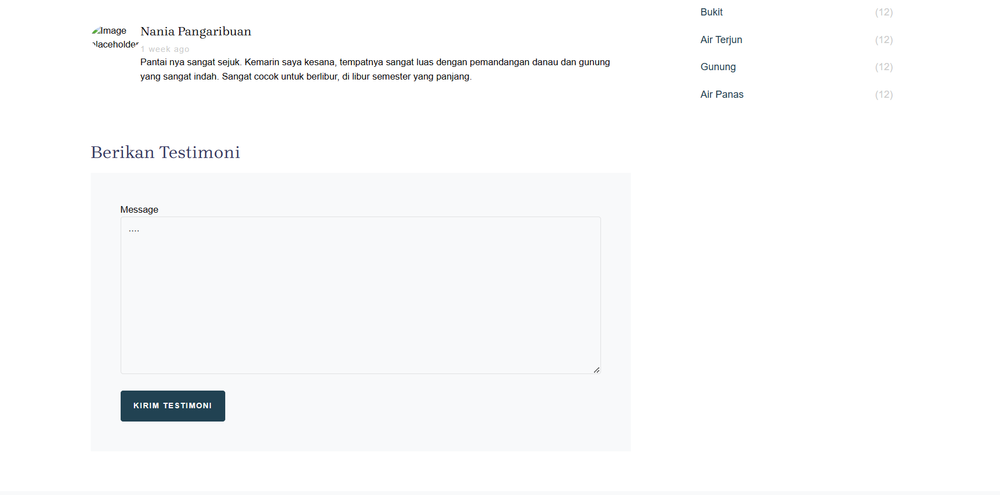 Image
placeholder
Nania Pangaribuan
1 week ago
Pantai nya sangat sejuk. Kemarin saya kesana, tempatnya sangat luas dengan pemandangan danau dan gunung
yang sangat indah. Sangat cocok untuk berlibur, di libur semester yang panjang.
Bukit (12)
Air Terjun (12)
Gunung (12)
Air Panas (12)
Berikan Testimoni
Message
....
KIRIM TESTIMONI